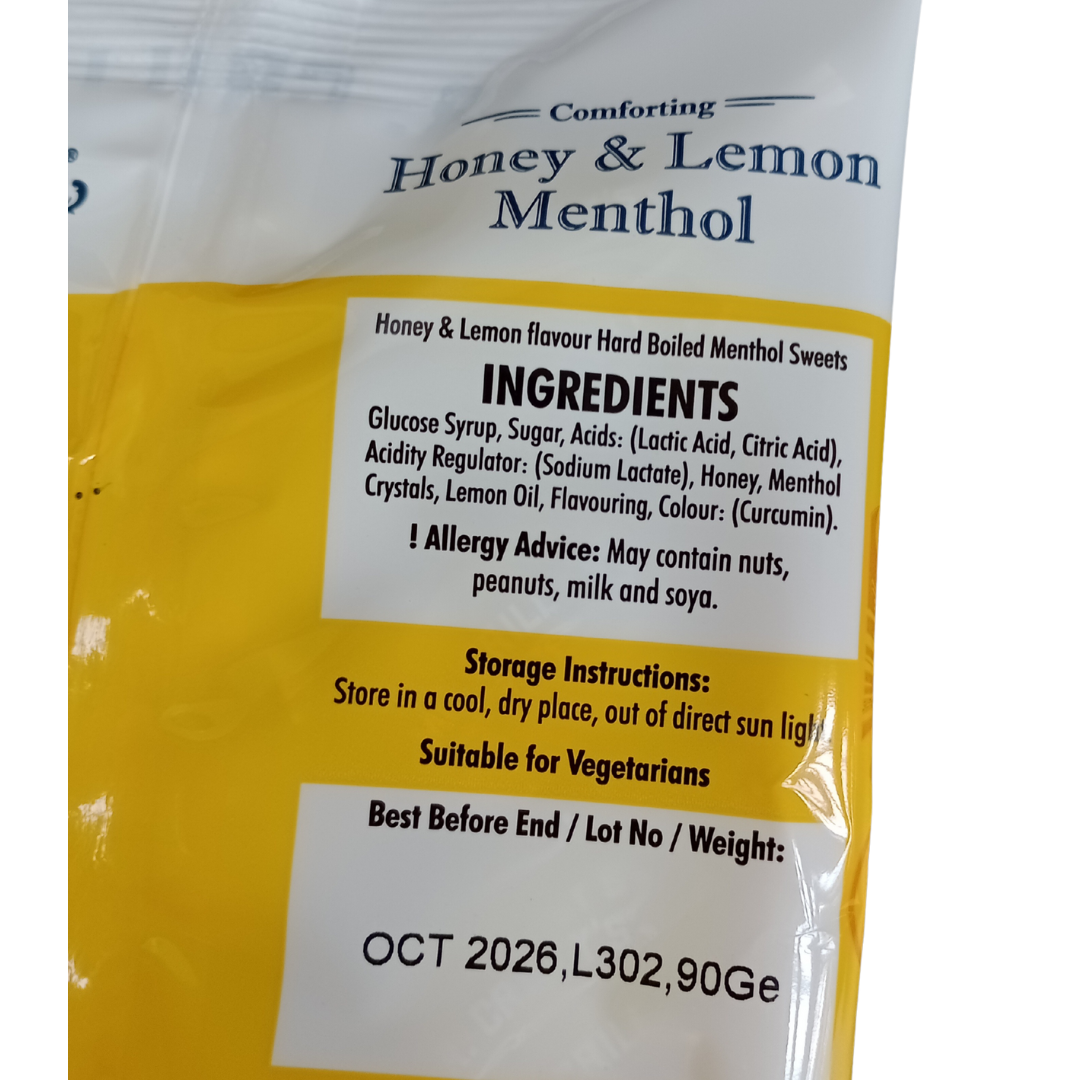 Comforting
Honey & Lemon
Menthol
Honey & Lemon flavour Hard Boiled Menthol Sweets
INGREDIENTS
Glucose Syrup, Sugar, Acids: (Lactic Acid, Citric Acid),
Acidity Regulator: (Sodium Lactate), Honey, Menthol
Crystals, Lemon Oil, Flavouring, Colour: (Curcumin).
! Allergy Advice: May contain nuts,
peanuts, milk and soya.
Storage Instructions:
Store in a cool, dry place, out of direct sun light.
Suitable for Vegetarians
Best Before End / Lot No / Weight:
OCT 2026,L302,90Ge